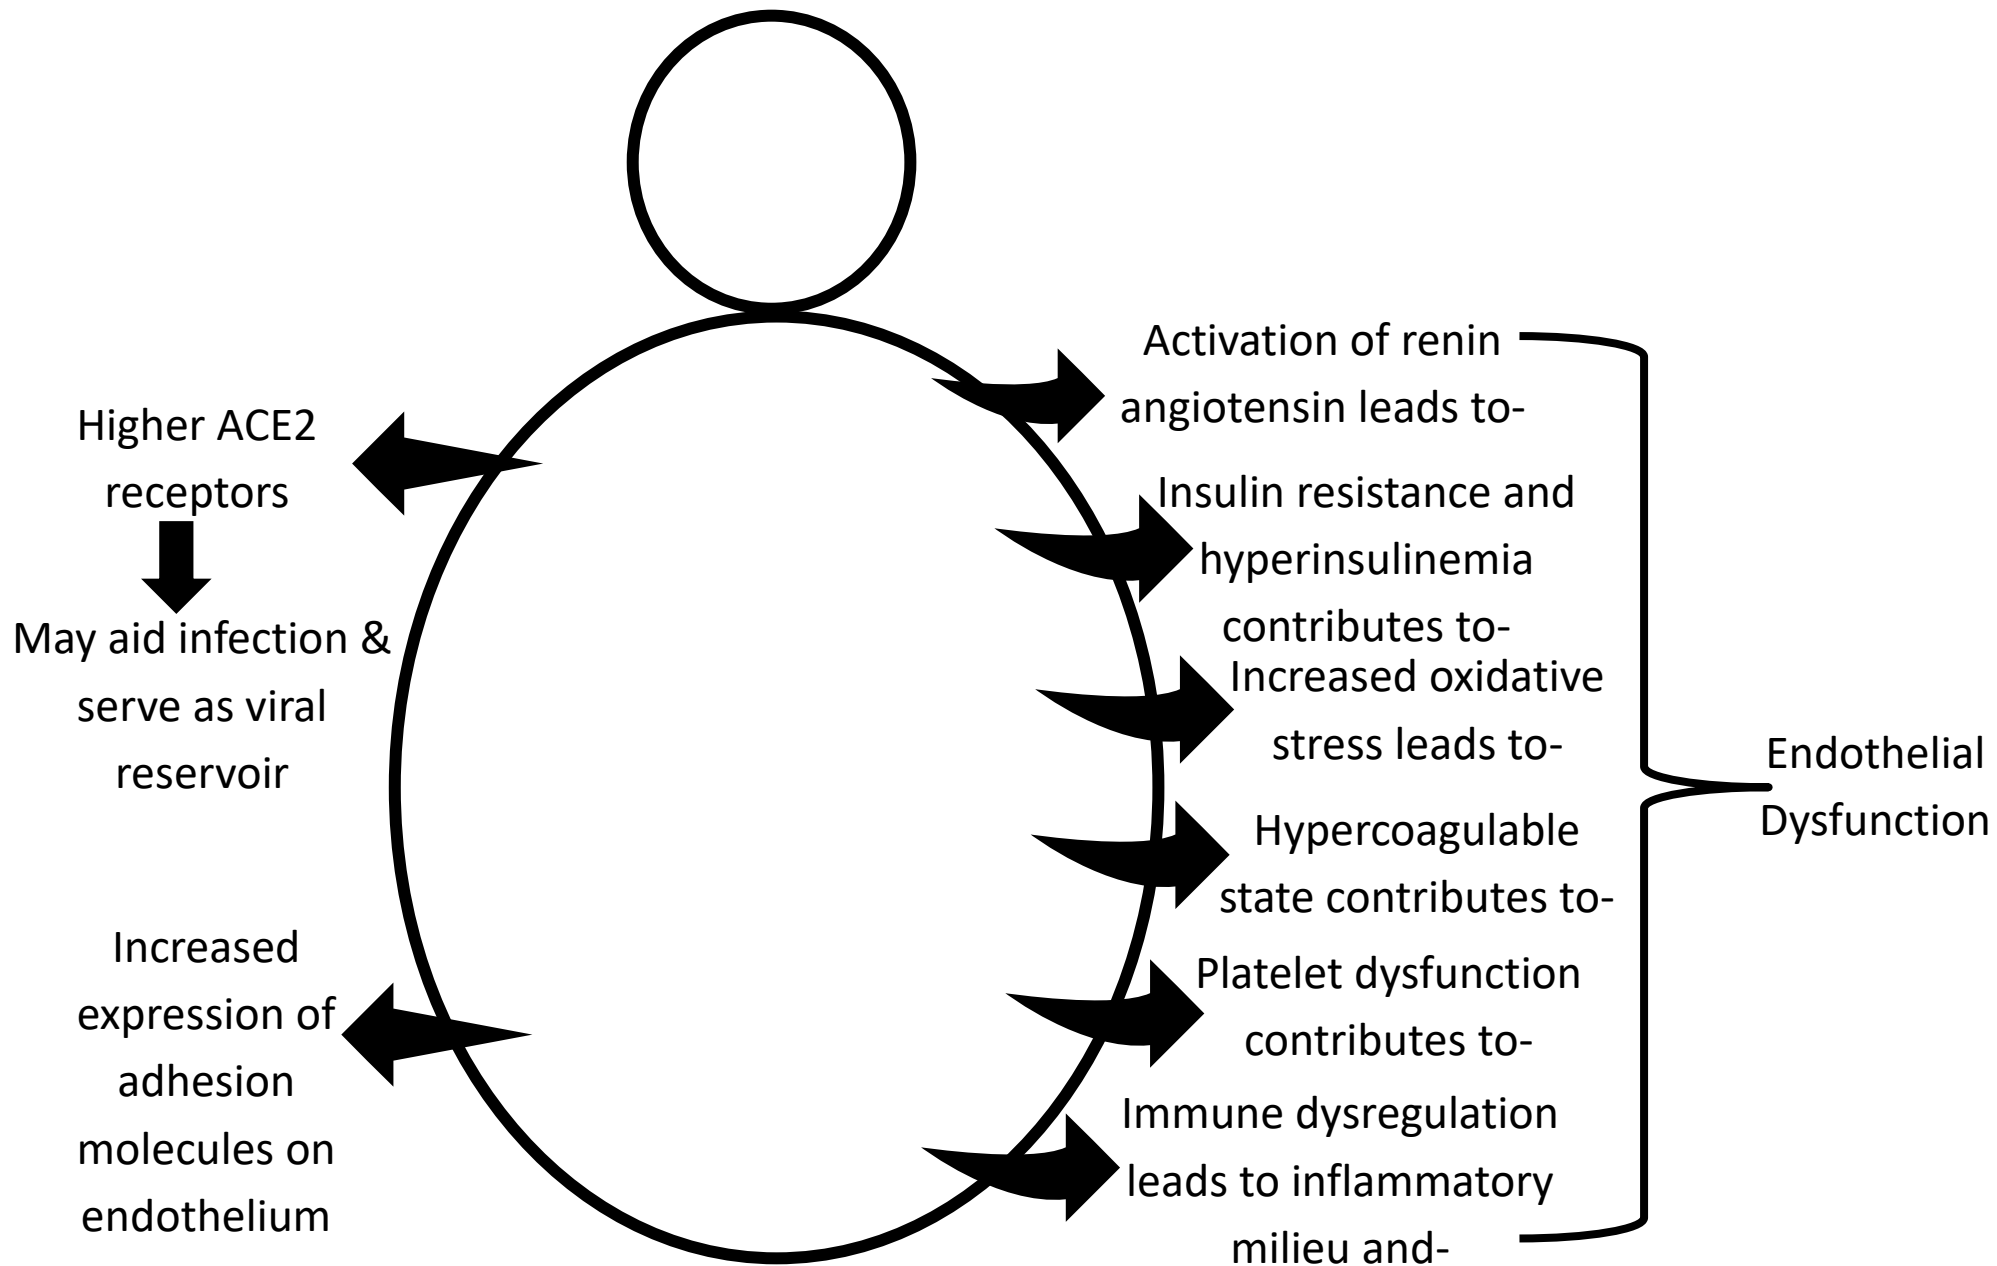 Higher ACE2
receptors
May aid infection &
serve as viral
reservoir
Increased
expression of
adhesion
molecules on
endothelium
Activation of renin
angiotensin leads to-
Insulin resistance and
hyperinsulinemia
contributes to-
Increased oxidative
stress leads to-
Hypercoagulable
state contributes to-
Platelet dysfunction
contributes to-
Immune dysregulation
leads to inflammatory
milieu and-
Endothelial
Dysfunction